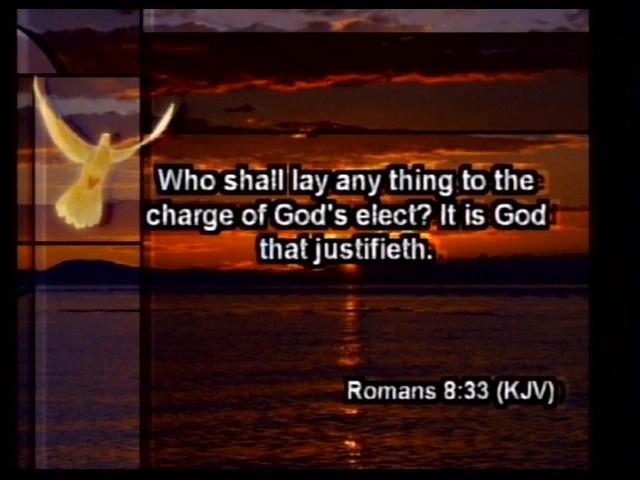 Who shall lay any thing to the
charge of God's elect? It is God
that justifieth.
Romans 8:33 (KJV)